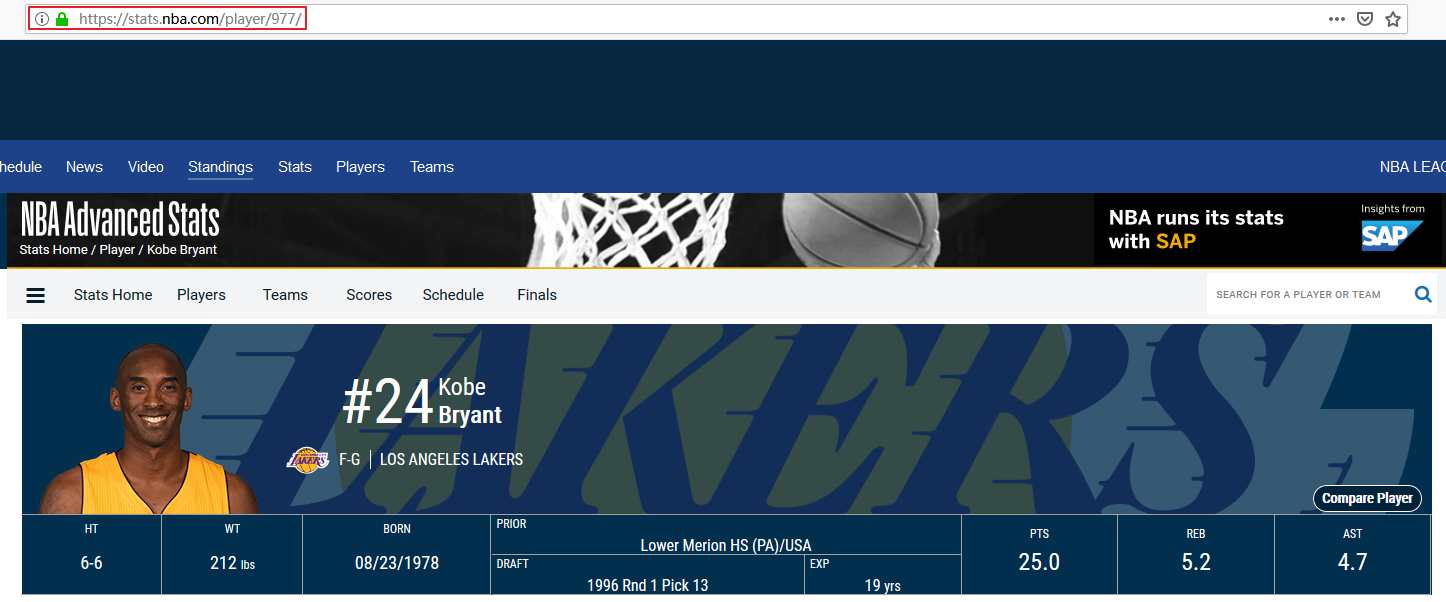 https://stats.nba.com/player/977/
hedule News Video Standings Stats Players Teams NBA LEAG
NBA Advanced Stats
Stats Home / Player / Kobe Bryant
NBA runs its stats
with SAP
Insights from
SAP
Stats Home Players Teams Scores Schedule Finals SEARCH FOR A PLAYER OR TEAM
LAKERS
#24 Kobe
Bryant
LAKERS F-G | LOS ANGELES LAKERS
Compare Player
HT
6-6
WT
212 lbs
BORN
08/23/1978
PRIOR
Lower Merion HS (PA)/USA
DRAFT
1996 Rnd 1 Pick 13
EXP
19 yrs
PTS
25.0
REB
5.2
AST
4.7